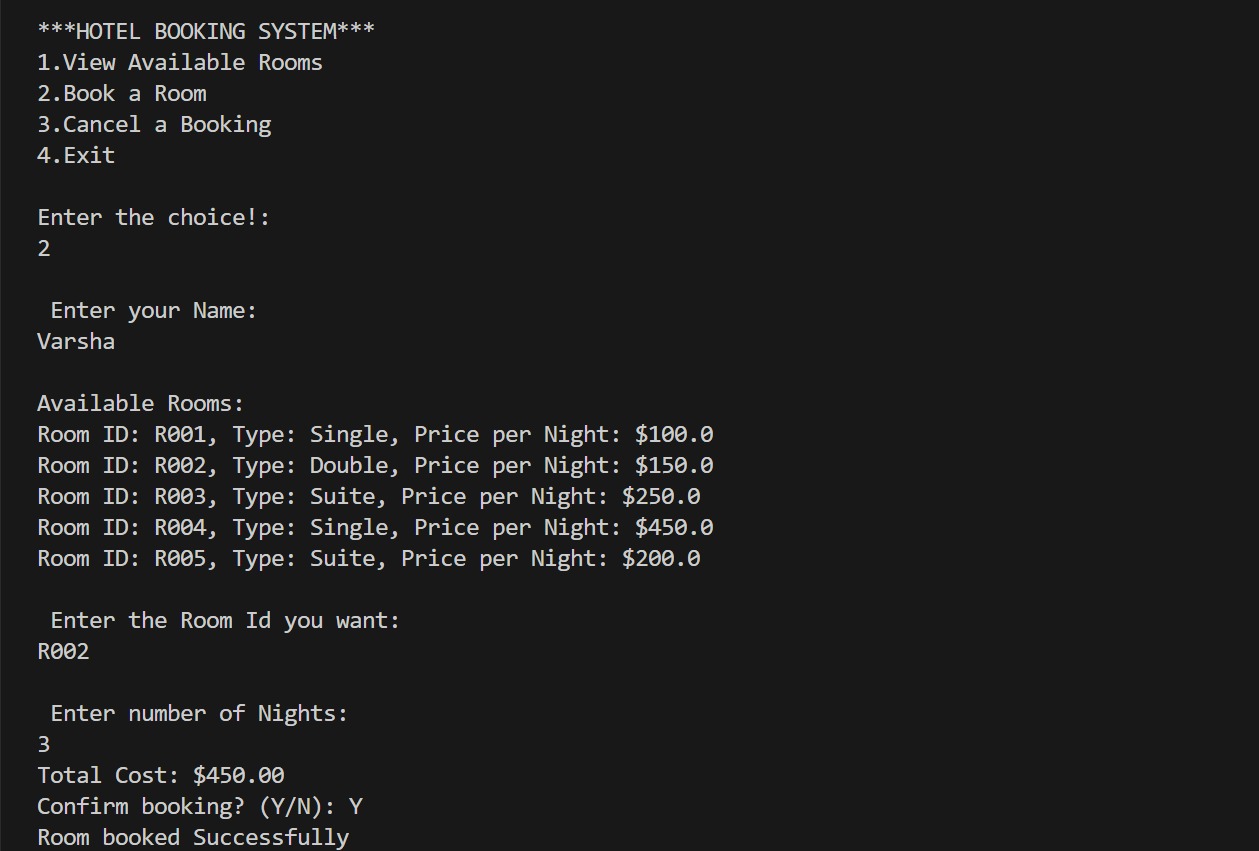 ***HOTEL BOOKING SYSTEM***
1.View Available Rooms
2.Book a Room
3.Cancel a Booking
4.Exit
Enter the choice!:
2
Enter your Name:
Varsha
Available Rooms:
Room ID: R001, Type: Single, Price per Night: $100.0
Room ID: R002, Type: Double, Price per Night: $150.0
Room ID: R003, Type: Suite, Price per Night: $250.0
Room ID: R004, Type: Single, Price per Night: $450.0
Room ID: R005, Type: Suite, Price per Night: $200.0
Enter the Room Id you want:
R002
Enter number of Nights:
3
Total Cost: $450.00
Confirm booking? (Y/N): Y
Room booked Successfully